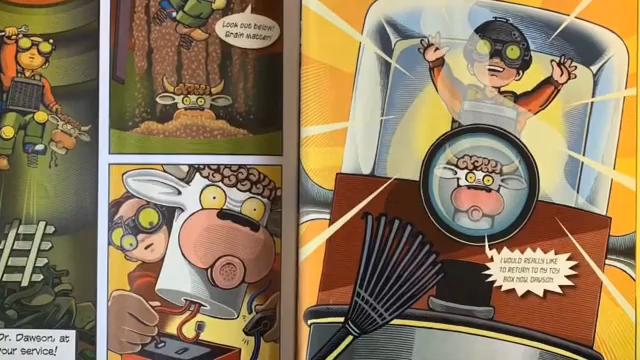 Look out below!
Brain Matter!
Dr. Dawson, at
your service!
I WOULD REALLY LIKE
TO RETURN TO MY TOY
BOX NOW, DAWSON.